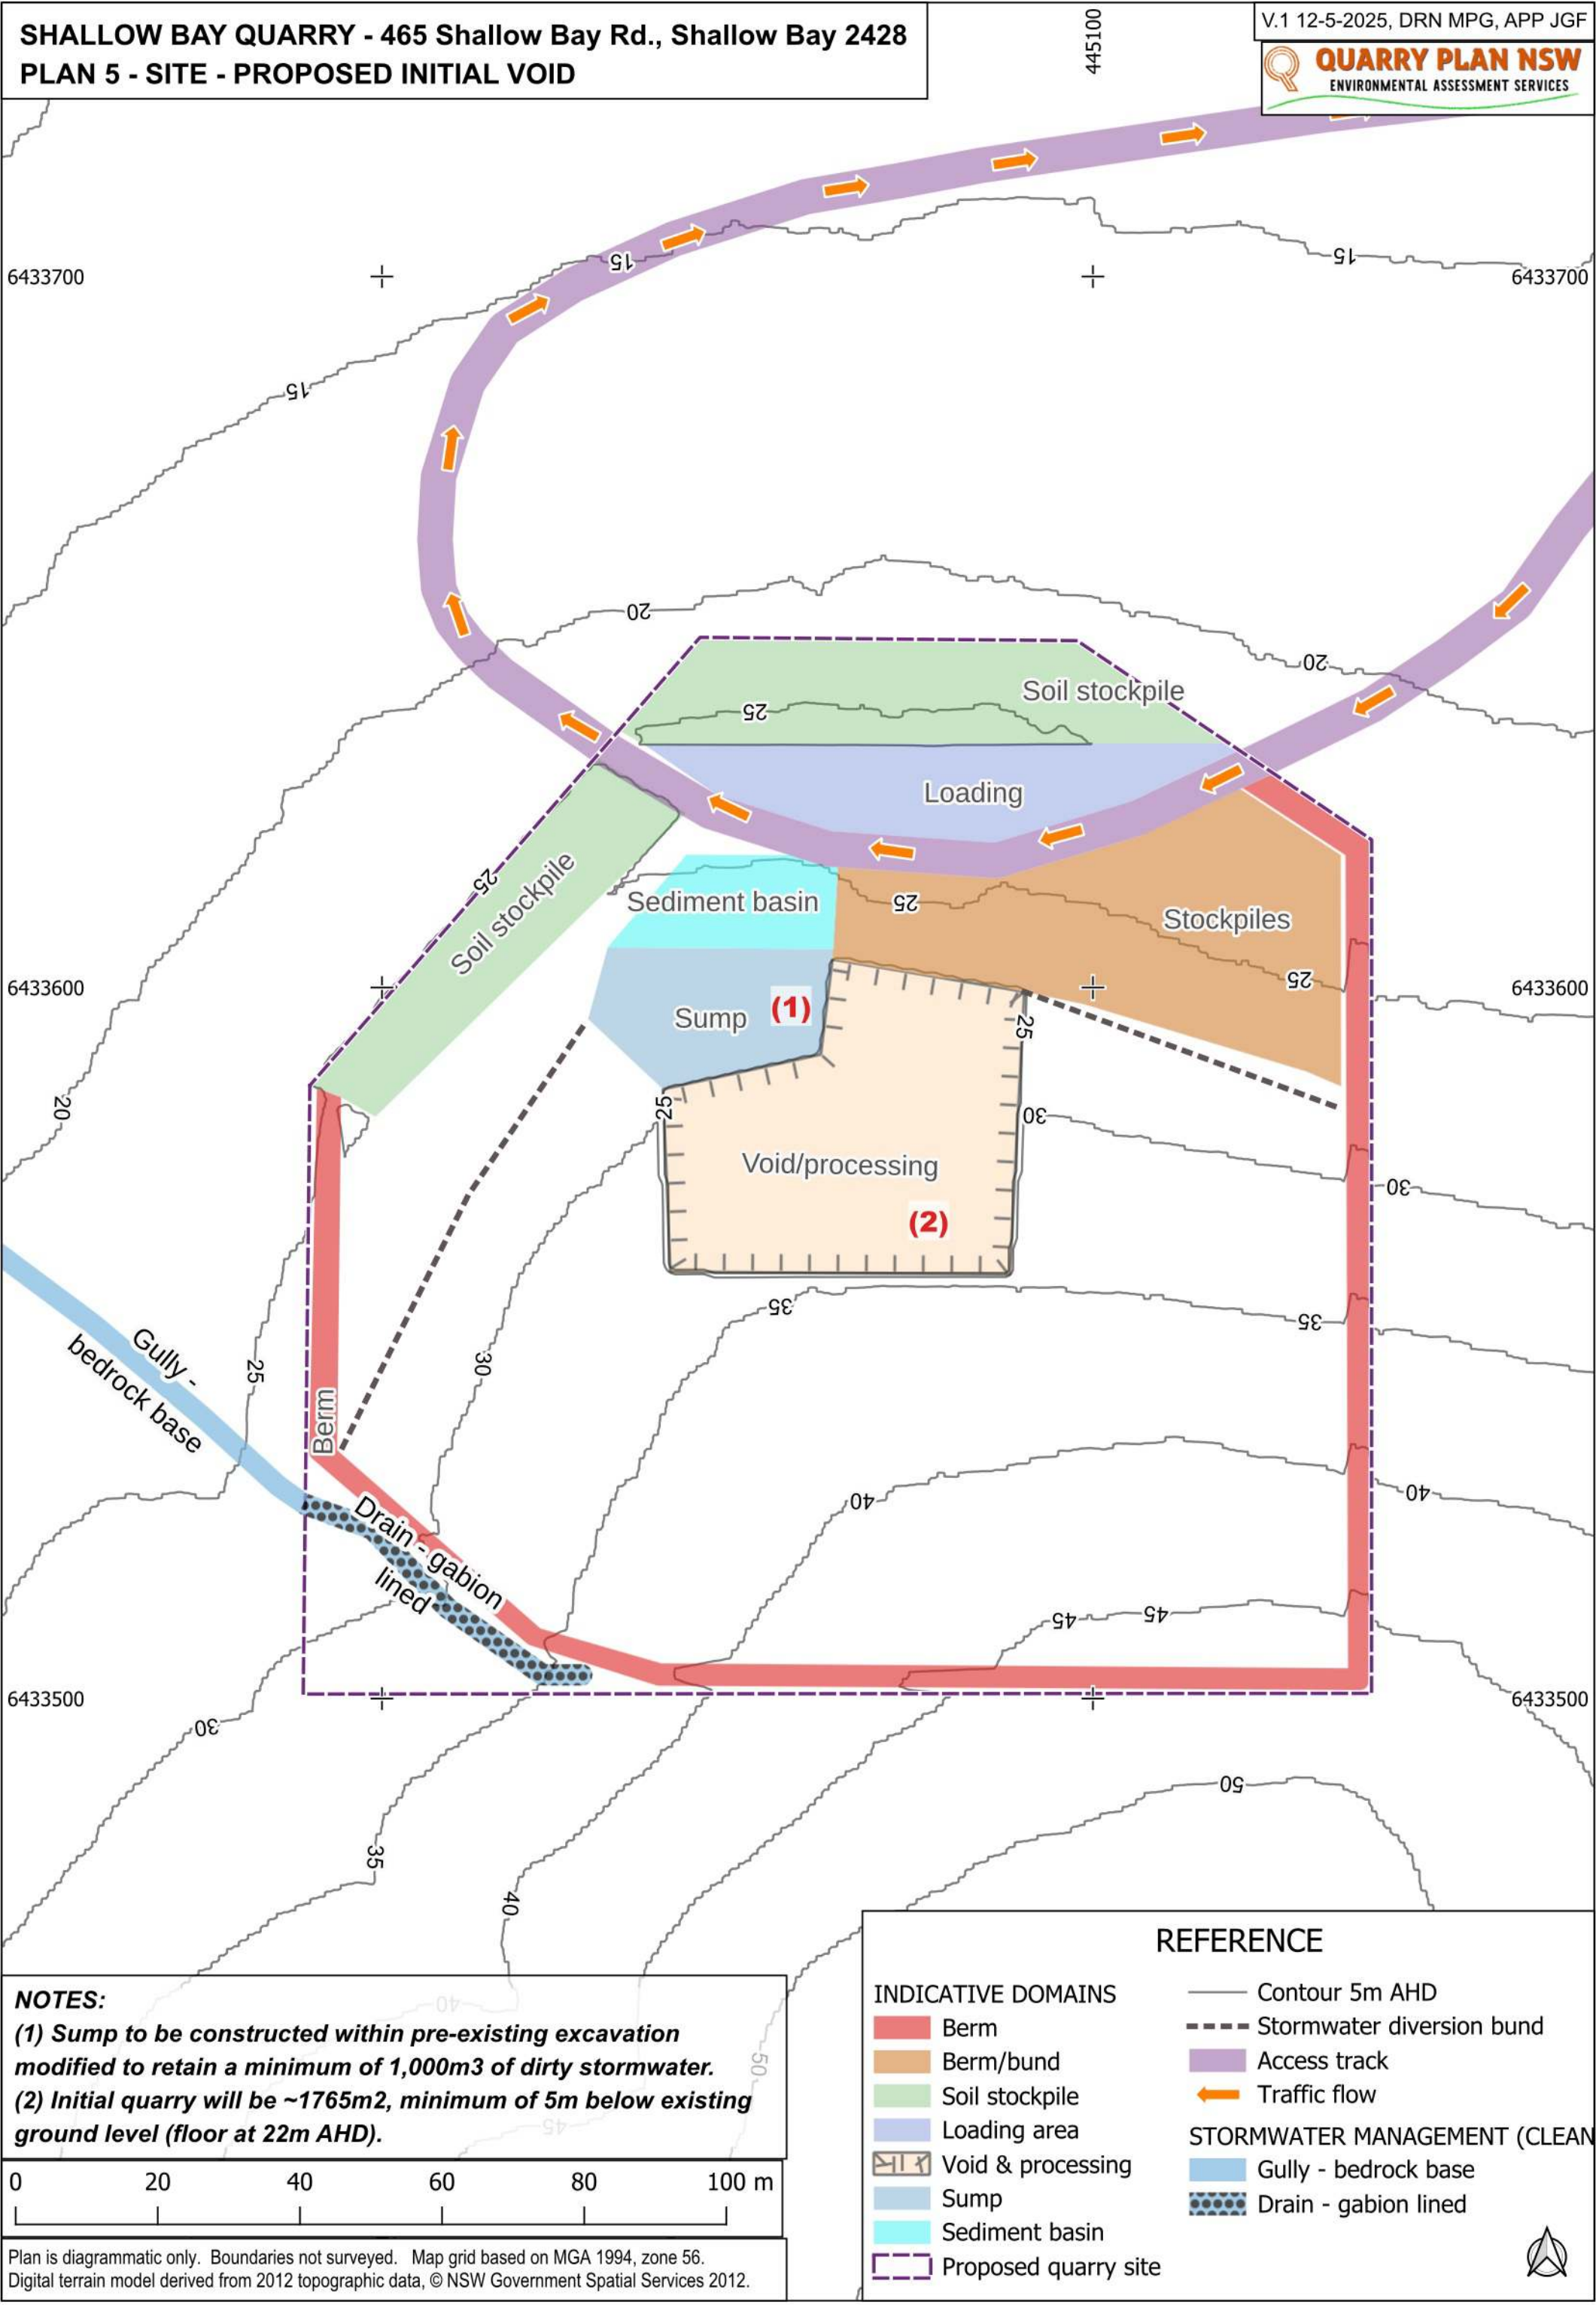 SHALLOW BAY QUARRY - 465 Shallow Bay Rd., Shallow Bay 2428
PLAN 5 - SITE - PROPOSED INITIAL VOID
445100
V.1 12-5-2025, DRN MPG, APP JGF
QUARRY PLAN NSW
ENVIRONMENTAL ASSESSMENT SERVICES
15
15
6433700
6433700
15
20
20
Soil stockpile
25
Loading
25
Soil stockpile
Sediment basin
25
Stockpiles
25
6433600
6433600
(1)
Sump
25
20
25
30
Void/processing
30
(2)
35
35
Gully -
bedrock base
25
30
Berm
40
40
Drain - gabion
lined
45
45
6433500
6433500
30
50
35
40
NOTES:
(1) Sump to be constructed within pre-existing excavation
modified to retain a minimum of 1,000m3 of dirty stormwater.
(2) Initial quarry will be ~1765m2, minimum of 5m below existing
ground level (floor at 22m AHD).
40
50
45
0 20 40 60 80 100 m
Plan is diagrammatic only. Boundaries not surveyed. Map grid based on MGA 1994, zone 56.
Digital terrain model derived from 2012 topographic data, © NSW Government Spatial Services 2012.
REFERENCE
INDICATIVE DOMAINS
Berm
Berm/bund
Soil stockpile
Loading area
Void & processing
Sump
Sediment basin
Proposed quarry site
Contour 5m AHD
Stormwater diversion bund
Access track
Traffic flow
STORMWATER MANAGEMENT (CLEAN
Gully - bedrock base
Drain - gabion lined